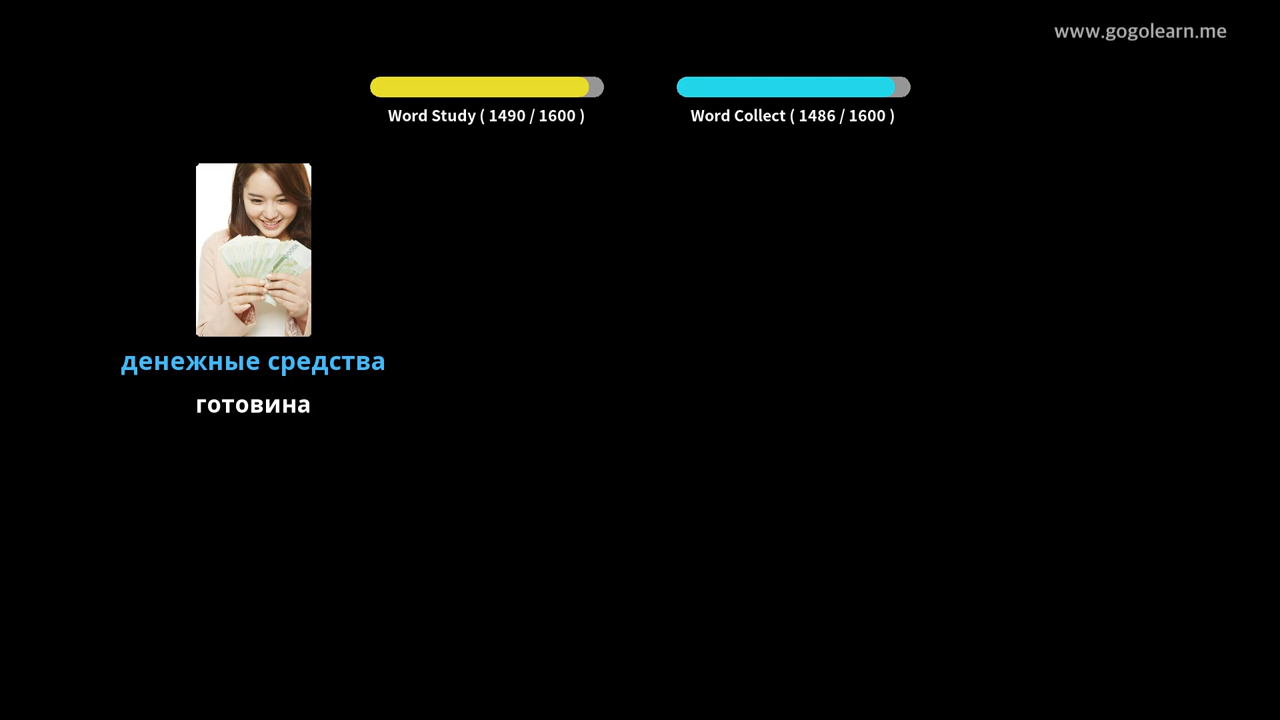 www.gogolearn.me
Word Study ( 1490 / 1600 )
Word Collect ( 1486 / 1600 )
денежные средства
готовина